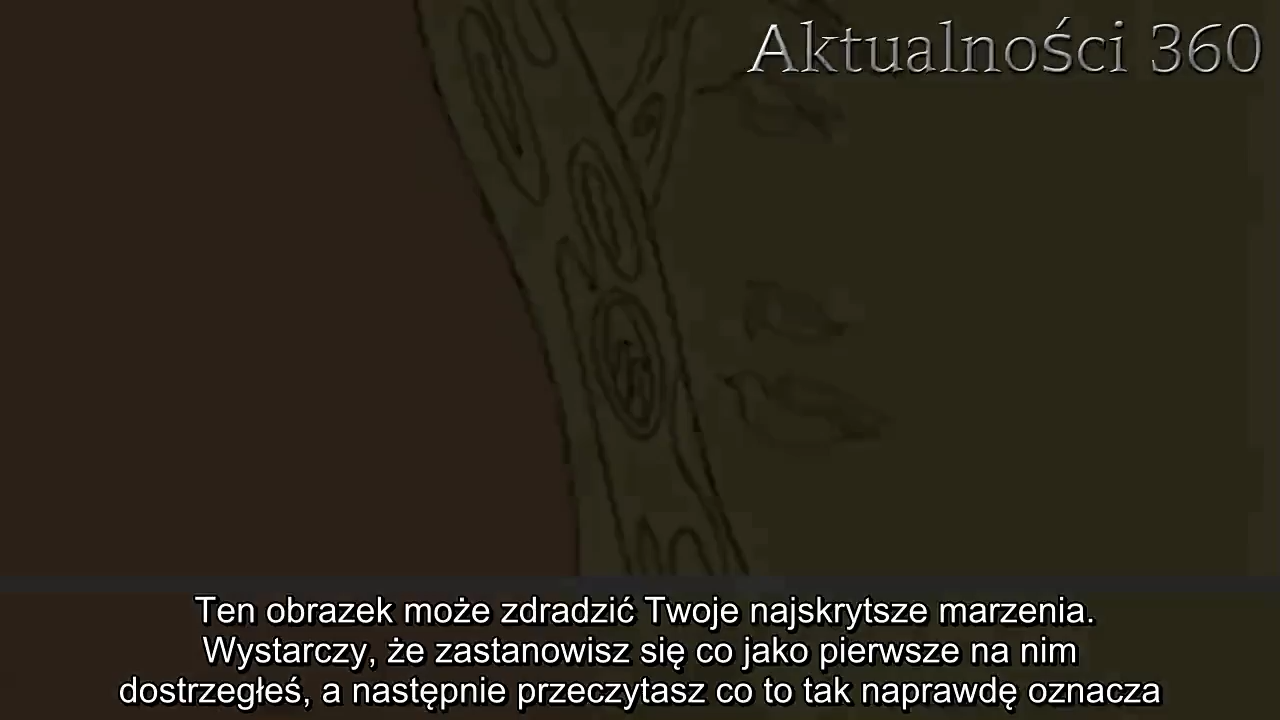 Aktualności 360
Ten obrazek może zdradzić Twoje najskrytsze marzenia.
Wystarczy, że zastanowisz się co jako pierwsze na nim
dostrzegłeś, a następnie przeczytasz co to tak naprawdę oznacza